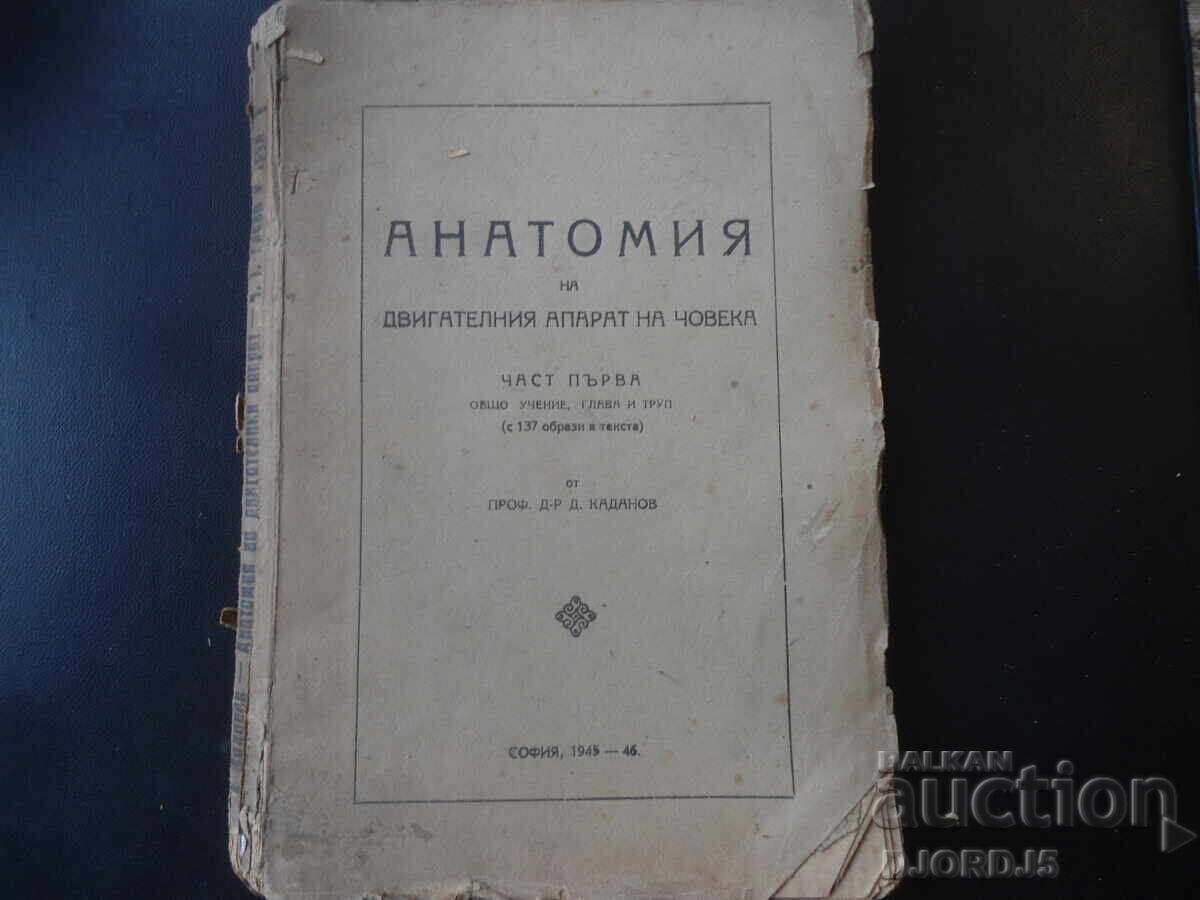 АНАТОМИЯ
НА
ДВИГАТЕЛНИЯ АПАРАТ НА ЧОВЕКА
ЧАСТ ПЪРВА
ОБЩО УЧЕНИЕ, ГЛАВА И ТРУП
(с 137 образи в текста)
от
ПРОФ. Д-Р Д. КАДАНОВ
СОФИЯ, 1945 — 46.
BALKAN
auction
DJORDJ5